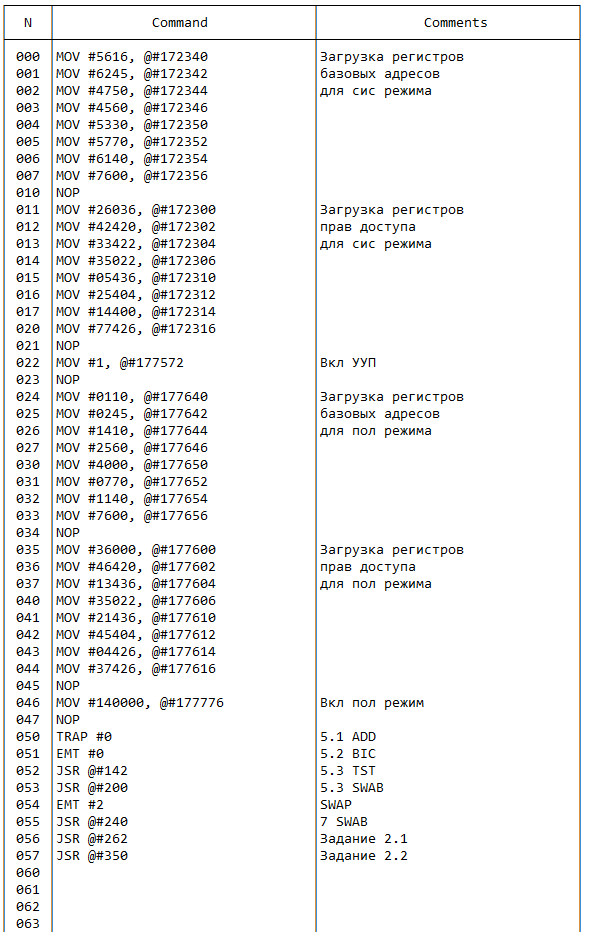 N Command Comments
000 MOV #5616, @#172340 Загрузка регистров
001 MOV #6245, @#172342 базовых адресов
002 MOV #4750, @#172344 для сис режима
003 MOV #4560, @#172346
004 MOV #5330, @#172350
005 MOV #5770, @#172352
006 MOV #6140, @#172354
007 MOV #7600, @#172356
010 NOP
011 MOV #26036, @#172300 Загрузка регистров
012 MOV #42420, @#172302 прав доступа
013 MOV #33422, @#172304 для сис режима
014 MOV #35022, @#172306
015 MOV #05436, @#172310
016 MOV #25404, @#172312
017 MOV #14400, @#172314
020 MOV #77426, @#172316
021 NOP
022 MOV #1, @#177572 Вкл УУП
023 NOP
024 MOV #0110, @#177640 Загрузка регистров
025 MOV #0245, @#177642 базовых адресов
026 MOV #1410, @#177644 для пол режима
027 MOV #2560, @#177646
030 MOV #4000, @#177650
031 MOV #0770, @#177652
032 MOV #1140, @#177654
033 MOV #7600, @#177656
034 NOP
035 MOV #36000, @#177600 Загрузка регистров
036 MOV #46420, @#177602 прав доступа
037 MOV #13436, @#177604 для пол режима
040 MOV #35022, @#177606
041 MOV #21436, @#177610
042 MOV #45404, @#177612
043 MOV #04426, @#177614
044 MOV #37426, @#177616
045 NOP
046 MOV #140000, @#177776 Вкл пол режим
047 NOP
050 TRAP #0 5.1 ADD
051 EMT #0 5.2 BIC
052 JSR @#142 5.3 TST
053 JSR @#200 5.3 SWAB
054 EMT #2 SWAP
055 JSR @#240 7 SWAB
056 JSR @#262 Задание 2.1
057 JSR @#350 Задание 2.2
060
061
062
063